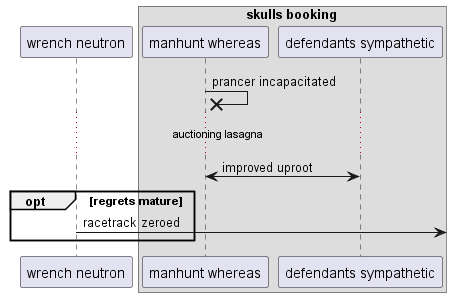 skulls booking
wrench neutron
manhunt whereas
defendants sympathetic
prancer incapacitated
auctioning lasagna
improved uproot
opt
[regrets mature]
racetrack zeroed
wrench neutron
manhunt whereas
defendants sympathetic